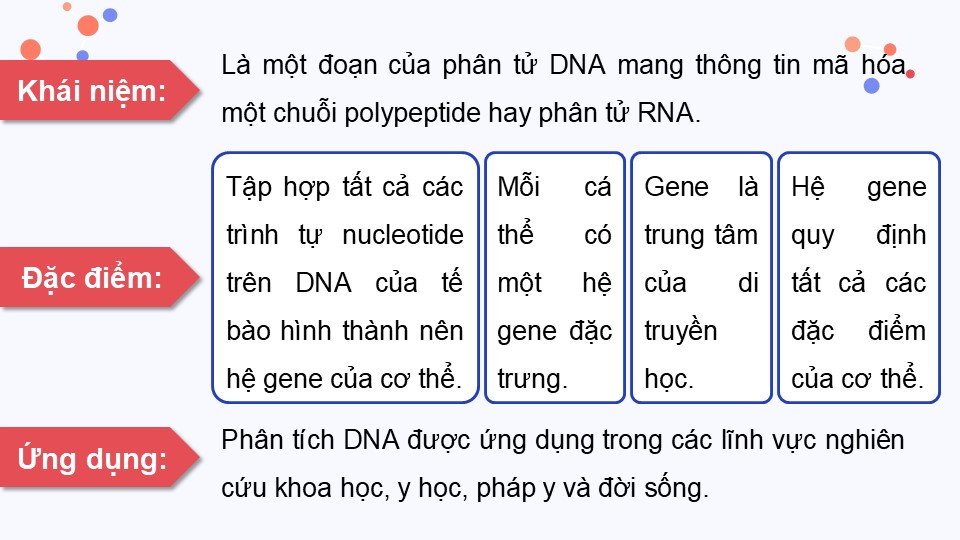 Khái niệm:
Là một đoạn của phân tử DNA mang thông tin mã hóa
một chuỗi polypeptide hay phân tử RNA.
Đặc điểm:
Tập hợp tất cả các
trình tự nucleotide
trên DNA của tế
bào hình thành nên
hệ gene của cơ thể.
Mỗi cá
thể có
một hệ
gene đặc
trưng.
Gene là
trung tâm
của di
truyền
học.
Hệ gene
quy định
tất cả các
đặc điểm
của cơ thể.
Ứng dụng:
Phân tích DNA được ứng dụng trong các lĩnh vực nghiên
cứu khoa học, y học, pháp y và đời sống.